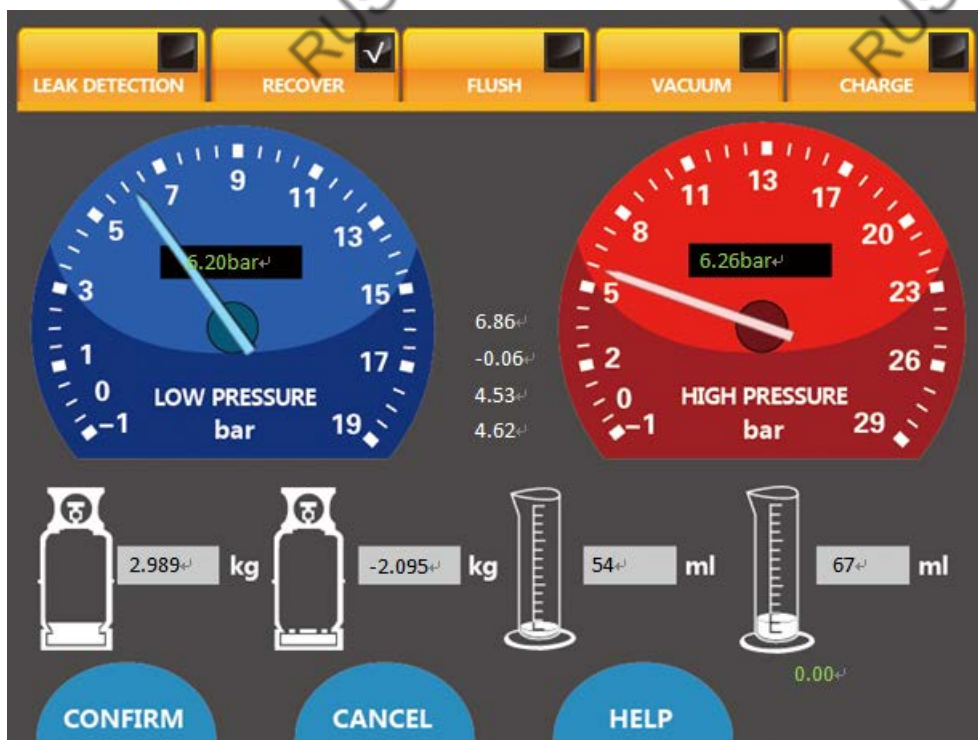 RUS
RUS
LEAK DETECTION
RECOVER
√
FLUSH
VACUUM
CHARGE
-1
0
1
3
5
7
9
11
13
15
17
19
6.20bar↵
LOW PRESSURE
bar
6.86↵
-0.06↵
4.53↵
4.62↵
-1
0
2
5
8
11
13
17
20
23
26
29
6.26bar↵
HIGH PRESSURE
bar
2.989↵ kg
-2.095↵ kg
54↵ ml
67↵ ml
0.00↵
CONFIRM
CANCEL
HELP